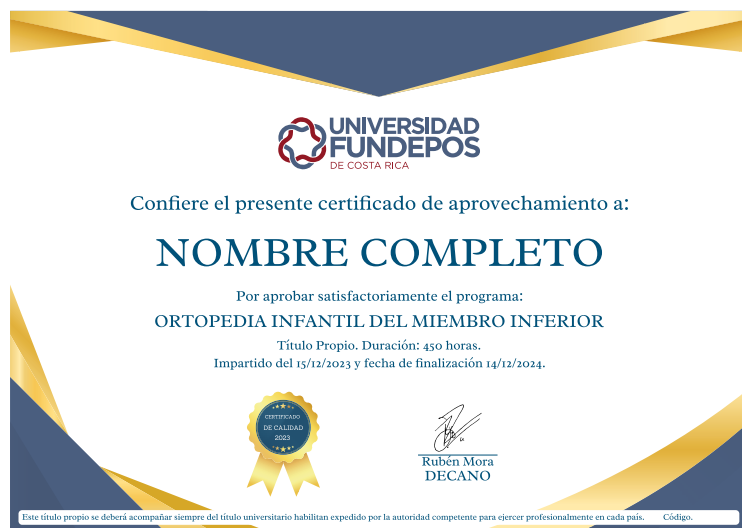 UNIVERSIDAD
FUNDEPOS
DE COSTA RICA
Confiere el presente certificado de aprovechamiento a:
NOMBRE COMPLETO
Por aprobar satisfactoriamente el programa:
ORTOPEDIA INFANTIL DEL MIEMBRO INFERIOR
Título Propio. Duración: 450 horas.
Impartido del 15/12/2023 y fecha de finalización 14/12/2024.
CERTIFICADO
DE CALIDAD
2023
Rubén Mora
DECANO
Este título propio se deberá acompañar siempre del título universitario habilitan expedido por la autoridad competente para ejercer profesionalmente en cada país. Código.